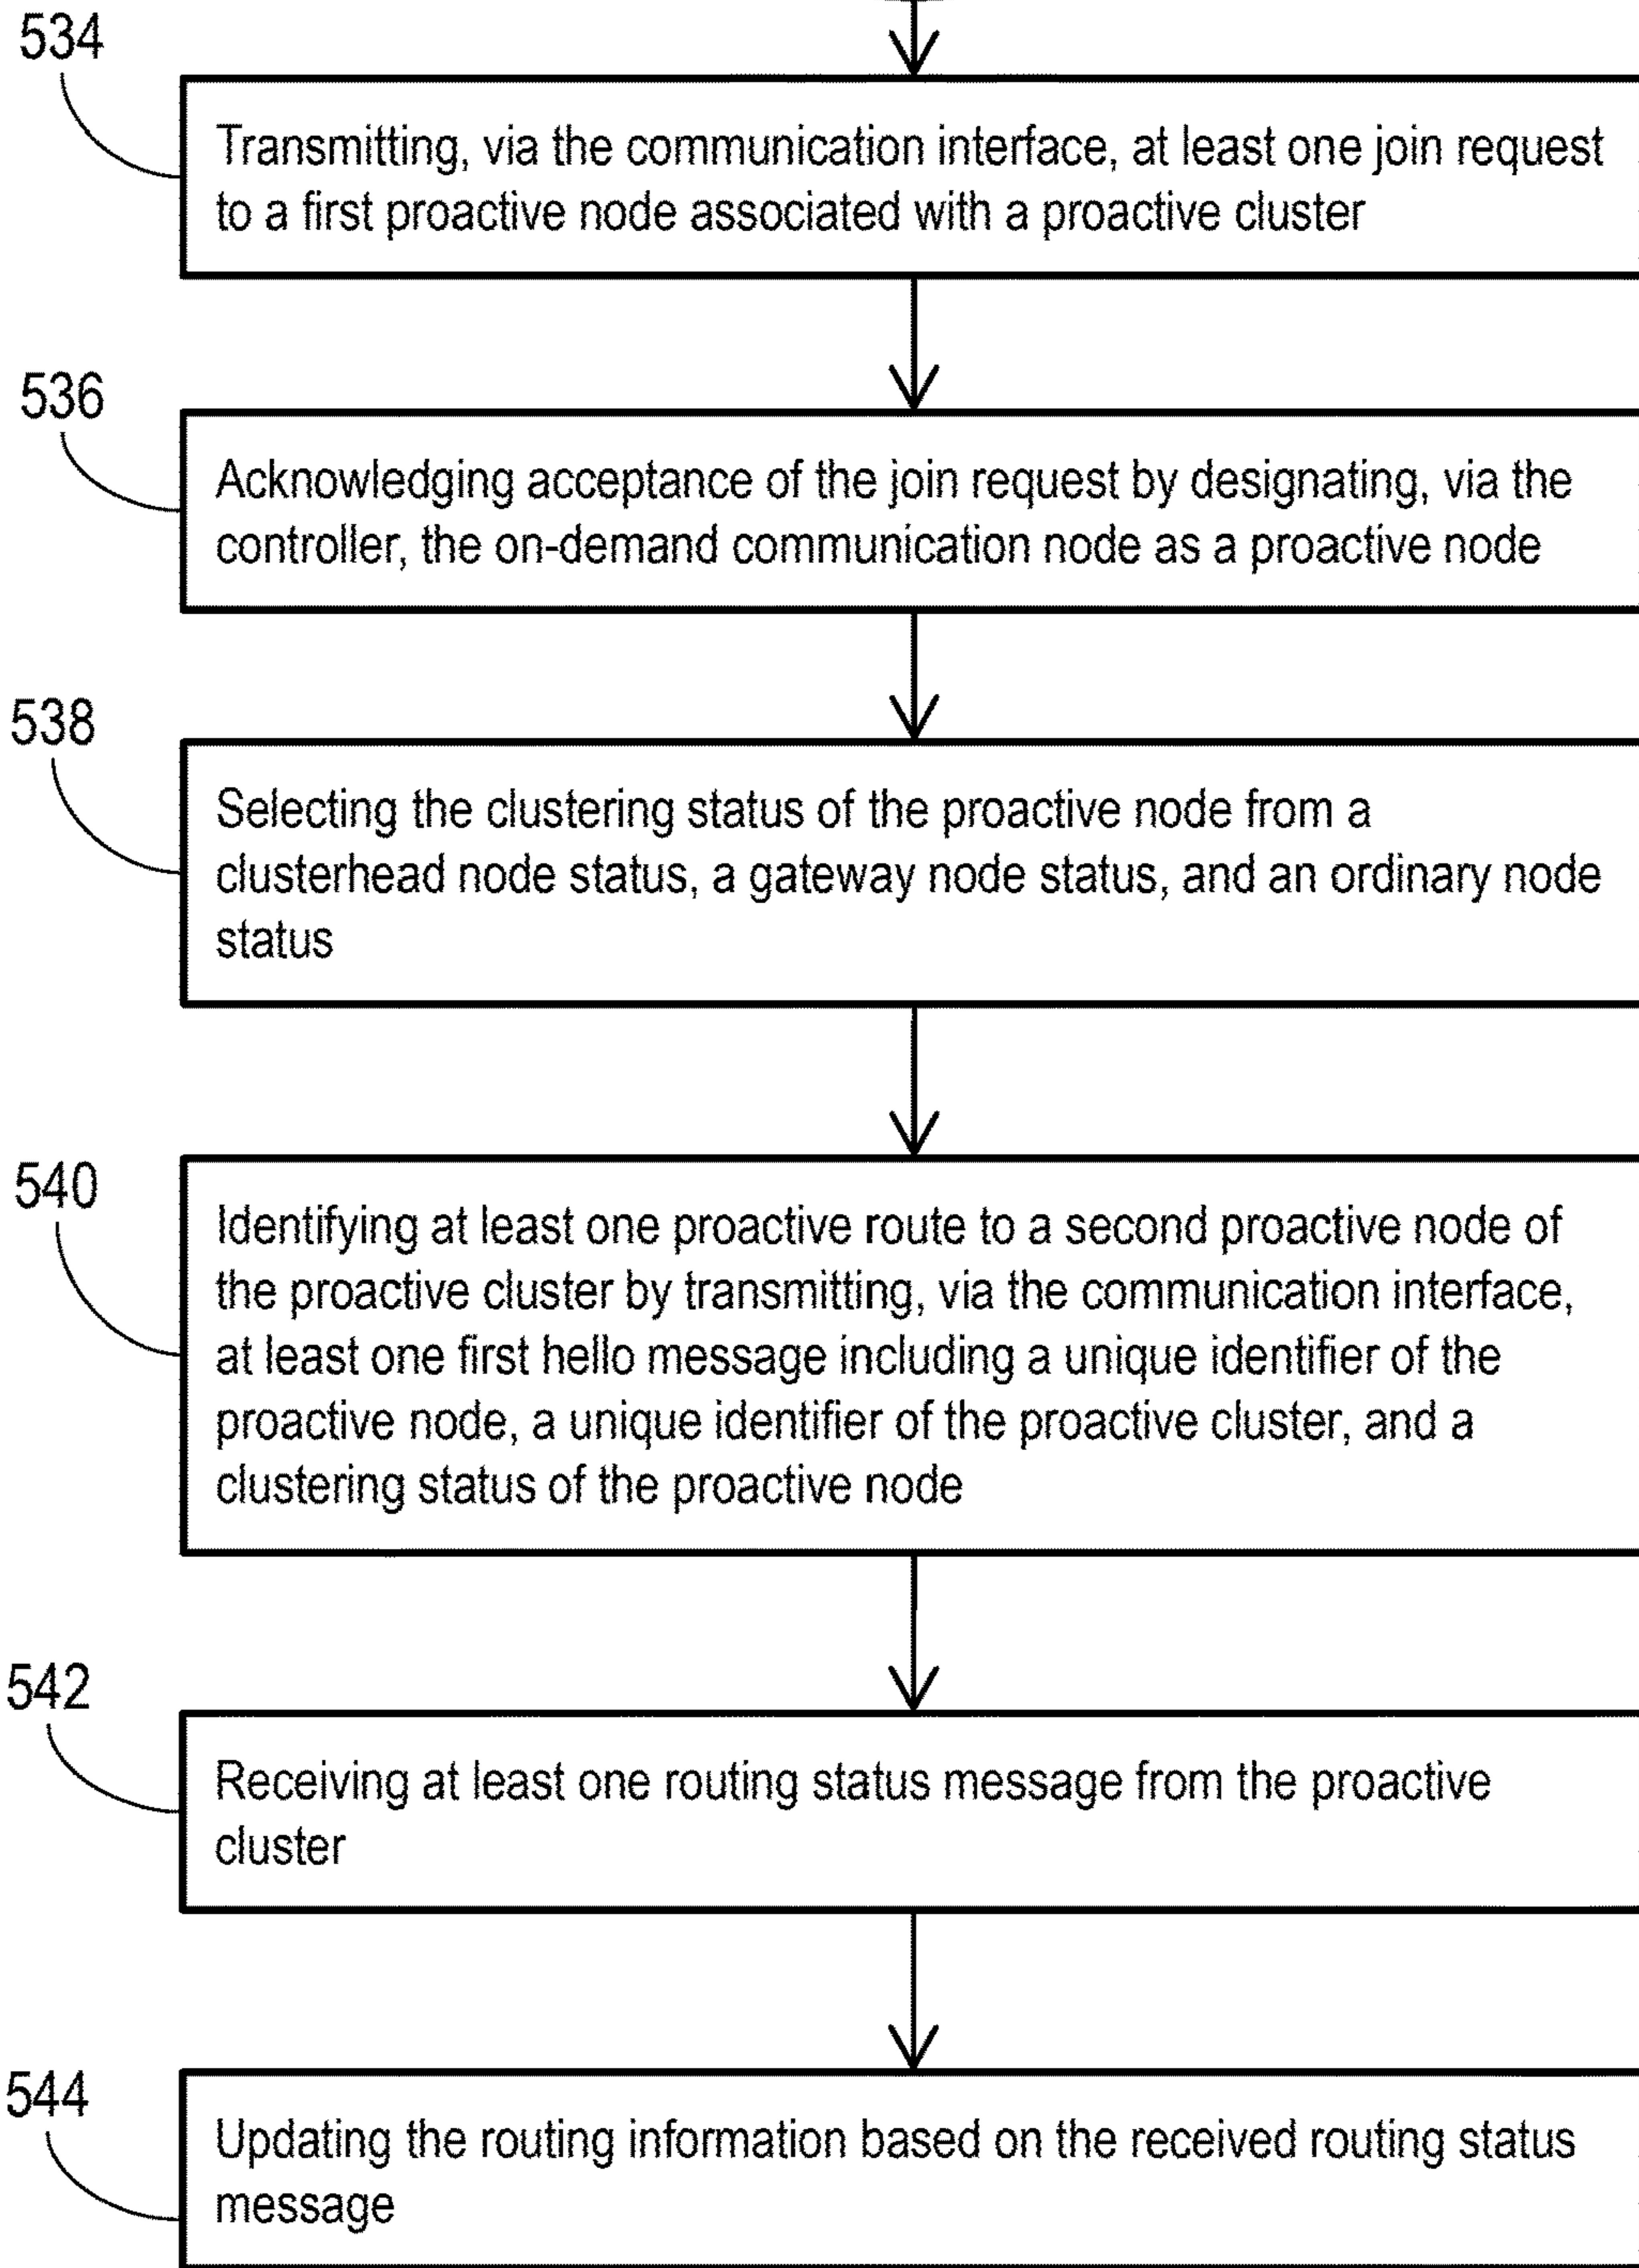 534
Transmitting, via the communication interface, at least one join request
to a first proactive node associated with a proactive cluster
536
Acknowledging acceptance of the join request by designating, via the
controller, the on-demand communication node as a proactive node
538
Selecting the clustering status of the proactive node from a
clusterhead node status, a gateway node status, and an ordinary node
status
540
Identifying at least one proactive route to a second proactive node of
the proactive cluster by transmitting, via the communication interface,
at least one first hello message including a unique identifier of the
proactive node, a unique identifier of the proactive cluster, and a
clustering status of the proactive node
542
Receiving at least one routing status message from the proactive
cluster
544
Updating the routing information based on the received routing status
message